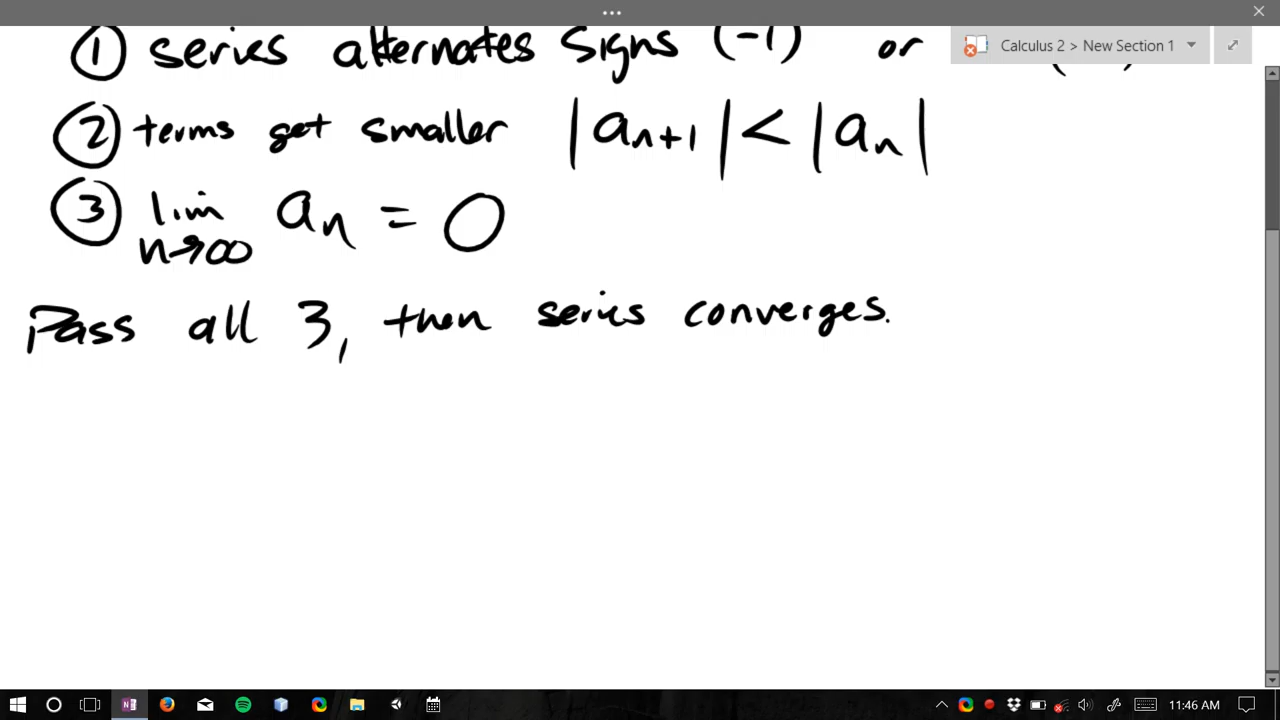 Calculus 2 > New Section 1
① series alternates signs (-1) or
② terms get smaller |aₙ₊₁| < |aₙ|
③ lim n→∞ aₙ = 0
Pass all 3, then series converges.
11:46 AM